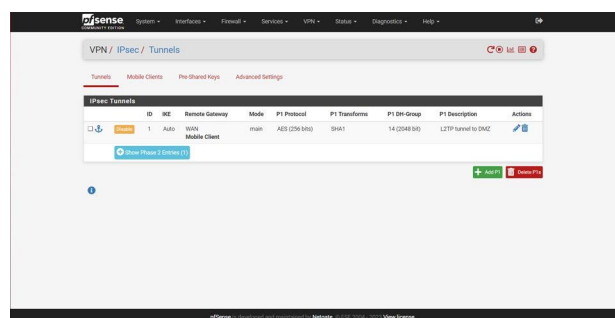 pfsense
COMMUNITY EDITION
System Interfaces Firewall Services VPN Status Diagnostics Help
VPN / IPsec / Tunnels
Tunnels Mobile Clients Pre-Shared Keys Advanced Settings
IPsec Tunnels
ID IKE Remote Gateway Mode P1 Protocol P1 Transforms P1 DH-Group P1 Description Actions
Disable 1 Auto WAN main AES (256 bits) SHA1 14 (2048 bit) L2TP tunnel to DMZ
Mobile Client
Show Phase 2 Entries (1)
Add P1 Delete P1s
pfSense is developed and maintained by Netgate. © ESF 2004 - 2023 View license.